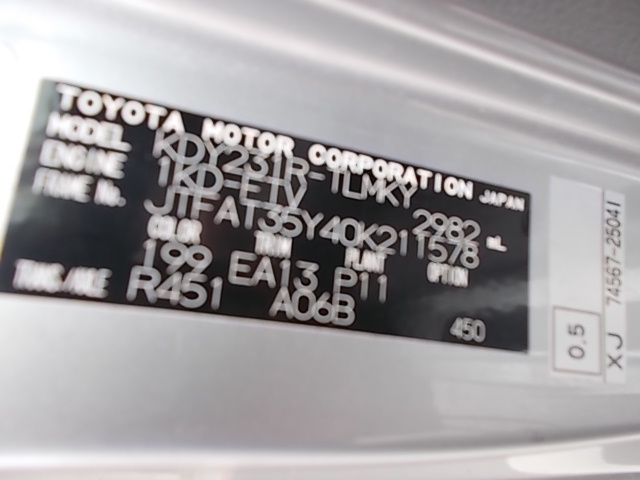 TOYOTA MOTOR CORPORATION JAPAN
MODEL KDY231R-TLMKY
ENGINE 1KD-FTV 2982 mL
FRAME No. JTFAT35Y40K211578
COLOR TRIM PLANT OPTION
199 EA13 P11
TRANS/AXLE R451 A06B 450
0.5
XJ 74567-25041